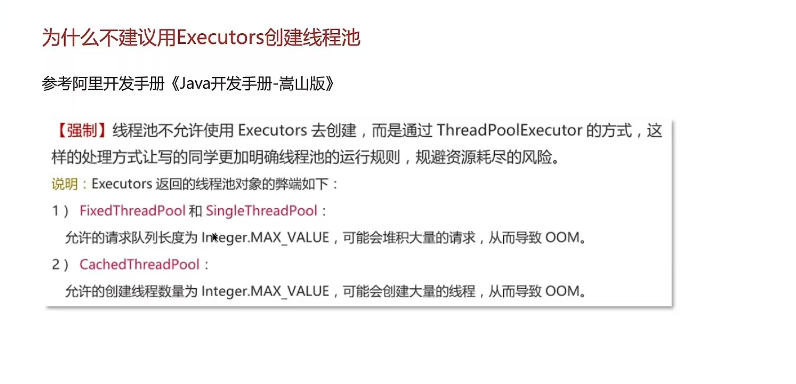 为什么不建议用Executors创建线程池
参考阿里开发手册《Java开发手册-嵩山版》
【强制】线程池不允许使用 Executors 去创建，而是通过 ThreadPoolExecutor 的方式，这
样的处理方式让写的同学更加明确线程池的运行规则，规避资源耗尽的风险。
说明：Executors 返回的线程池对象的弊端如下：
1） FixedThreadPool 和 SingleThreadPool：
允许的请求队列长度为 Integer.MAX_VALUE，可能会堆积大量的请求，从而导致 OOM。
2） CachedThreadPool：
允许的创建线程数量为 Integer.MAX_VALUE，可能会创建大量的线程，从而导致 OOM。